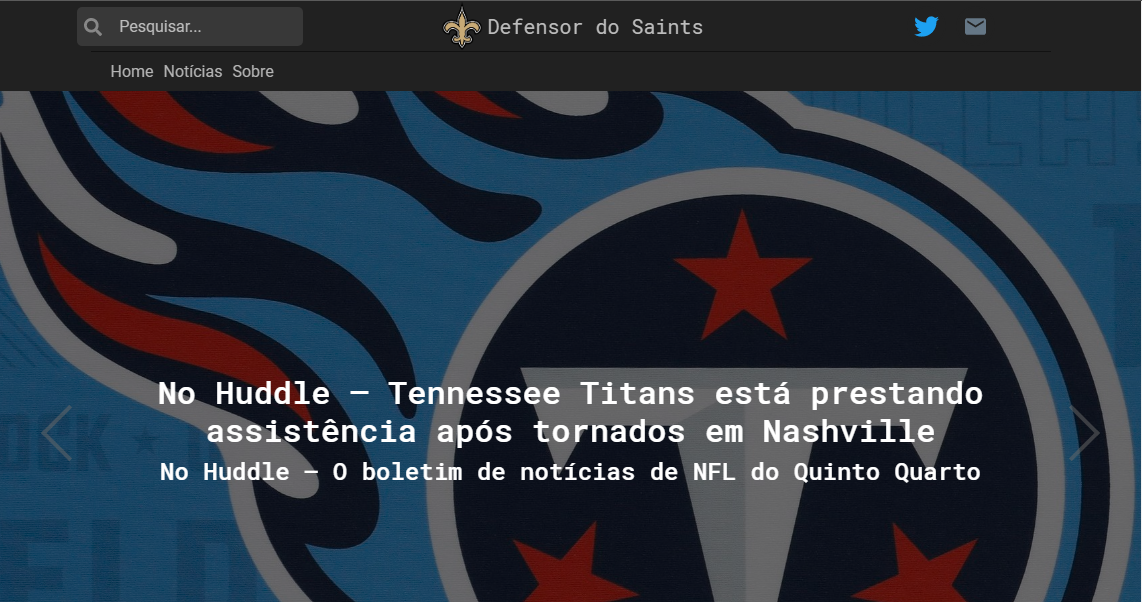 Pesquisar...
Defensor do Saints
Home Notícias Sobre
No Huddle – Tennessee Titans está prestando
assistência após tornados em Nashville
No Huddle – O boletim de notícias de NFL do Quinto Quarto